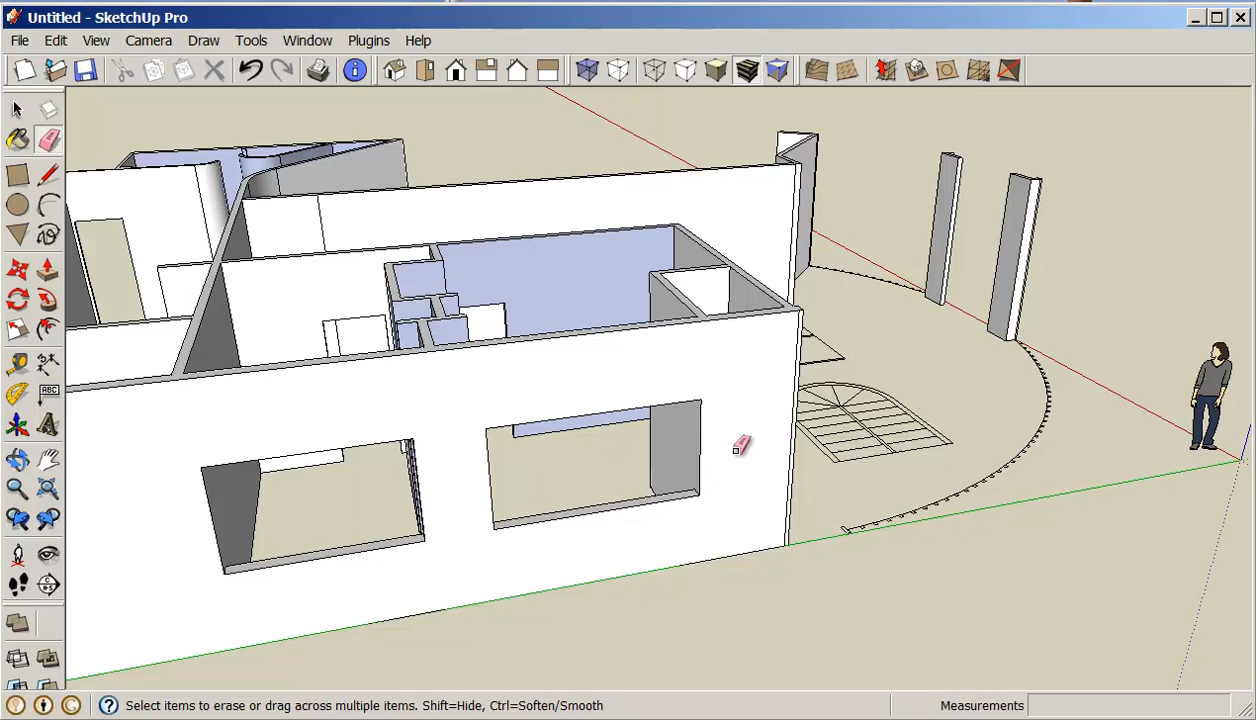 Untitled - SketchUp Pro
File Edit View Camera Draw Tools Window Plugins Help
ABC
Select items to erase or drag across multiple items. Shift=Hide, Ctrl=Soften/Smooth Measurements